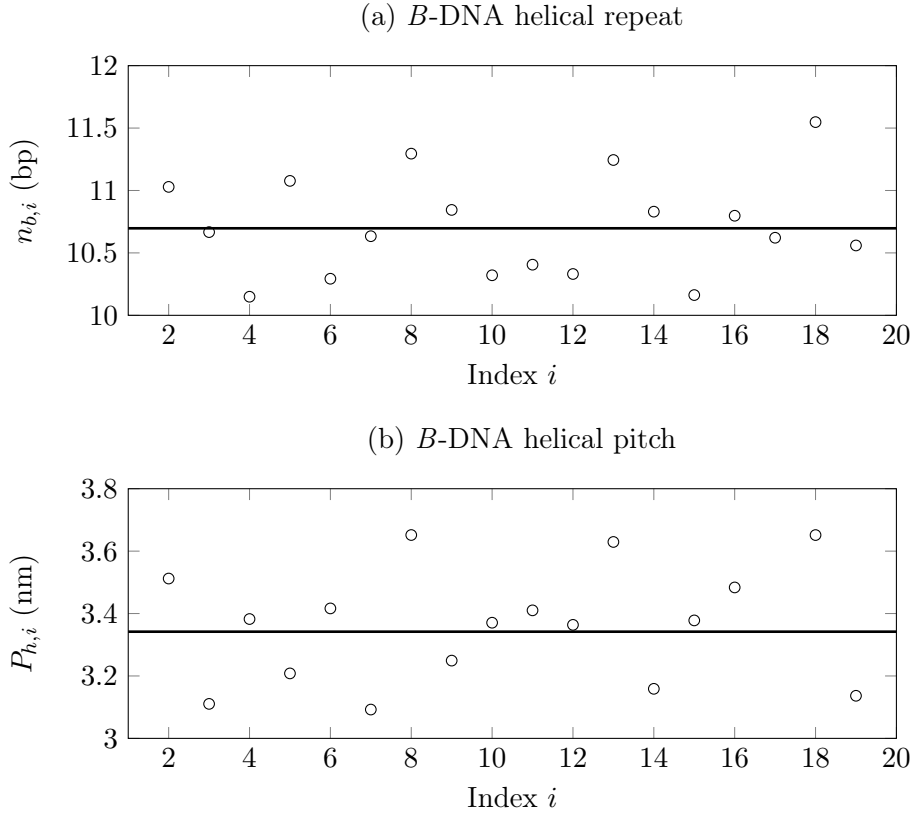 (a) B-DNA helical repeat
12
11.5
11
10.5
10
n_{b,i} (bp)
2 4 6 8 10 12 14 16 18 20
Index i
(b) B-DNA helical pitch
3.8
3.6
3.4
3.2
3
P_{h,i} (nm)
2 4 6 8 10 12 14 16 18 20
Index i